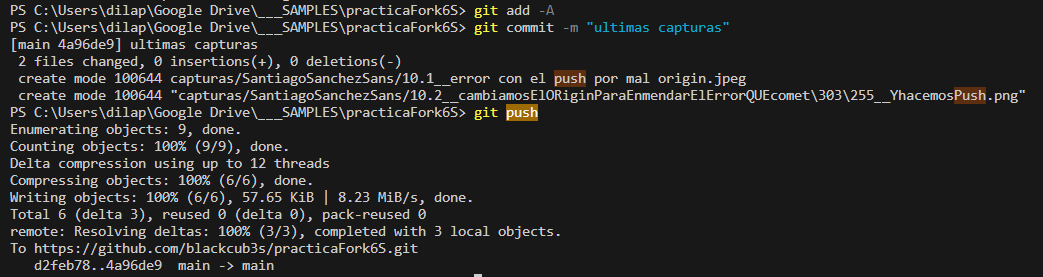 PS C:\Users\dilap\Google Drive\___SAMPLES\practicaFork6S> git add -A
PS C:\Users\dilap\Google Drive\___SAMPLES\practicaFork6S> git commit -m "ultimas capturas"
[main 4a96de9] ultimas capturas
 2 files changed, 0 insertions(+), 0 deletions(-)
 create mode 100644 capturas/SantiagoSanchezSans/10.1__error con el push por mal origin.jpeg
 create mode 100644 "capturas/SantiagoSanchezSans/10.2__cambiamosElORiginParaEnmendarElErrorQUEcomet\303\255__YhacemosPush.png"
PS C:\Users\dilap\Google Drive\___SAMPLES\practicaFork6S> git push
Enumerating objects: 9, done.
Counting objects: 100% (9/9), done.
Delta compression using up to 12 threads
Compressing objects: 100% (6/6), done.
Writing objects: 100% (6/6), 57.65 KiB | 8.23 MiB/s, done.
Total 6 (delta 3), reused 0 (delta 0), pack-reused 0
remote: Resolving deltas: 100% (3/3), completed with 3 local objects.
To https://github.com/blackcub3s/practicaFork6S.git
   d2feb78..4a96de9  main -> main